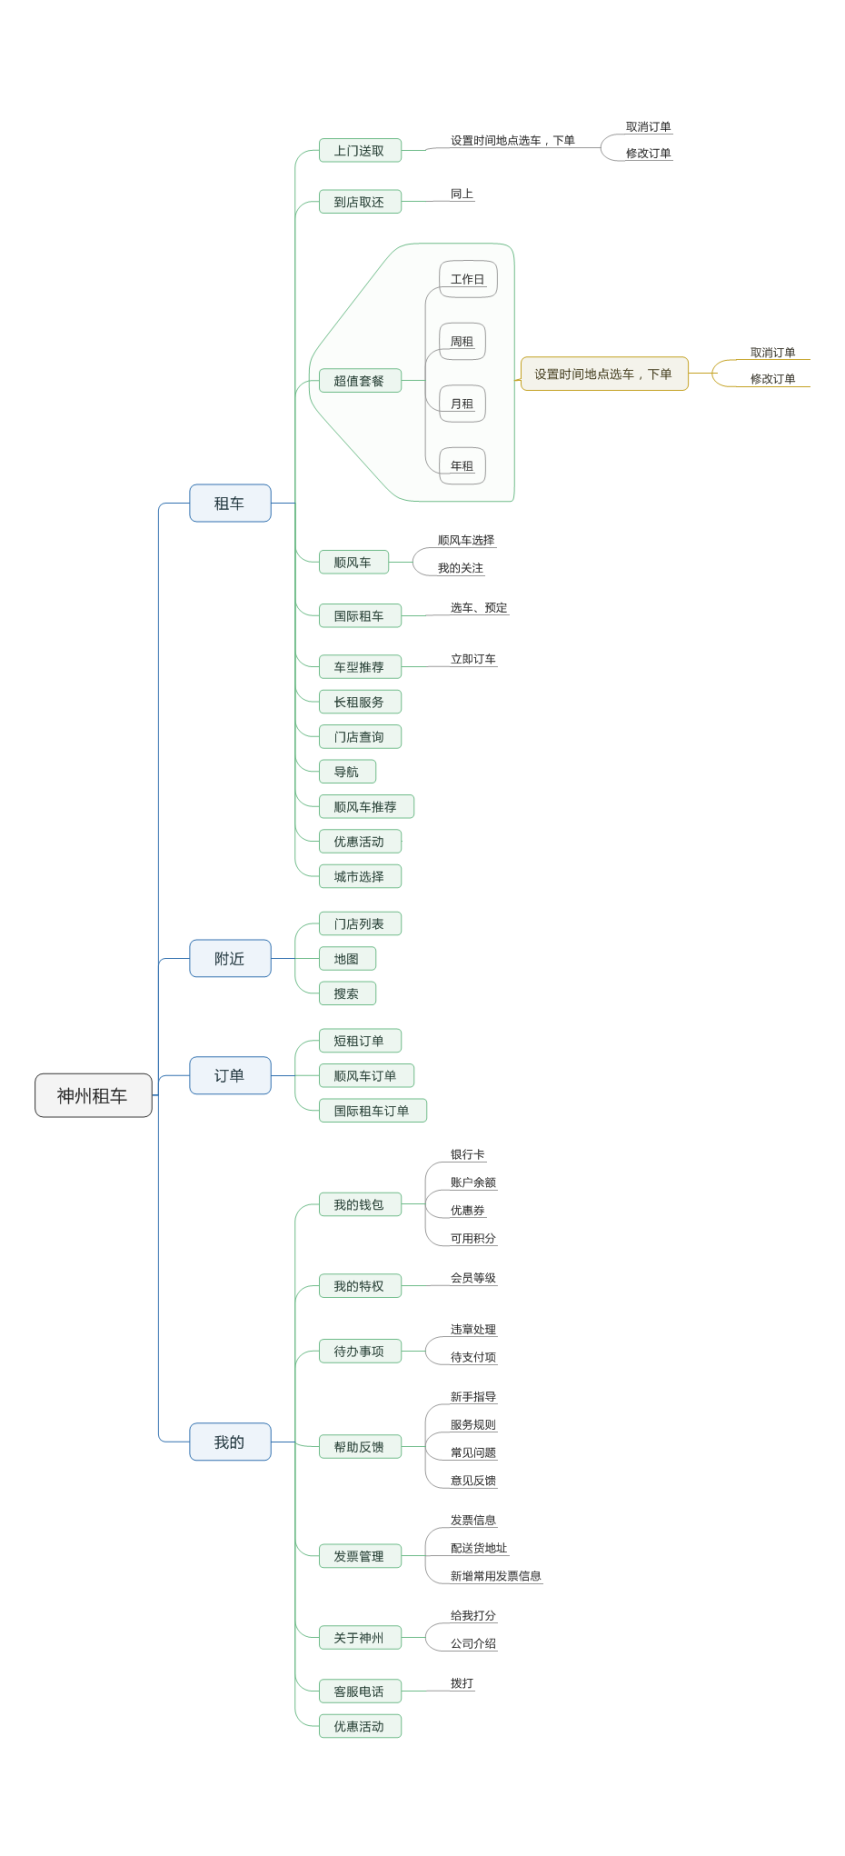 神州租车
租车
上门送取
设置时间地点选车，下单
取消订单
修改订单
到店取还
同上
超值套餐
工作日
周租
月租
年租
设置时间地点选车，下单
取消订单
修改订单
顺风车
顺风车选择
我的关注
国际租车
选车、预定
车型推荐
立即订车
长租服务
门店查询
导航
顺风车推荐
优惠活动
城市选择
附近
门店列表
地图
搜索
订单
短租订单
顺风车订单
国际租车订单
我的
我的钱包
银行卡
账户余额
优惠券
可用积分
我的特权
会员等级
待办事项
违章处理
待支付项
帮助反馈
新手指导
服务规则
常见问题
意见反馈
发票管理
发票信息
配送货地址
新增常用发票信息
关于神州
给我打分
公司介绍
客服电话
拨打
优惠活动